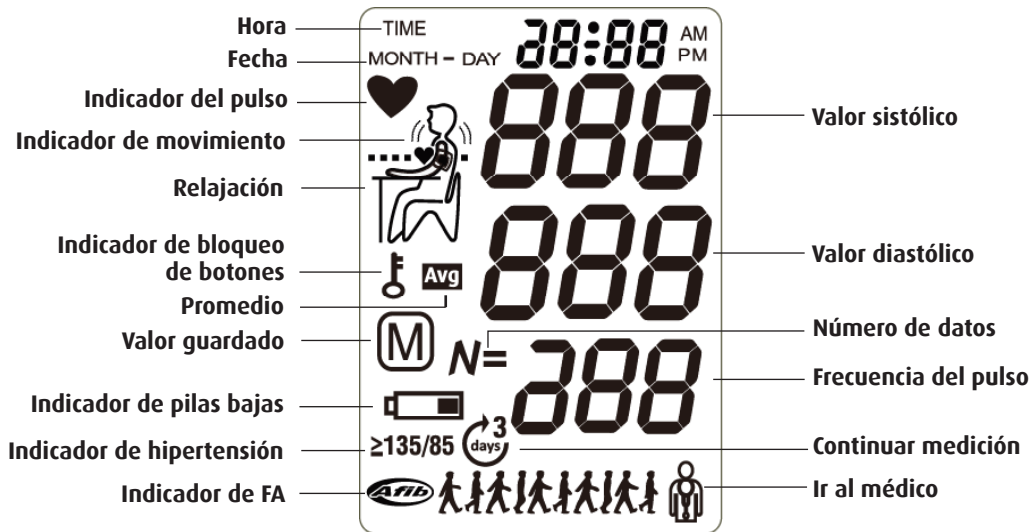 Hora
Fecha
Indicador del pulso
Indicador de movimiento
Relajación
Indicador de bloqueo
de botones
Promedio
Valor guardado
Indicador de pilas bajas
Indicador de hipertensión
Indicador de FA
TIME
38:88 AM
PM
MONTH - DAY
888
888
Avg
M
N=
288
≥135/85
3
days
Afib
Valor sistólico
Valor diastólico
Número de datos
Frecuencia del pulso
Continuar medición
Ir al médico